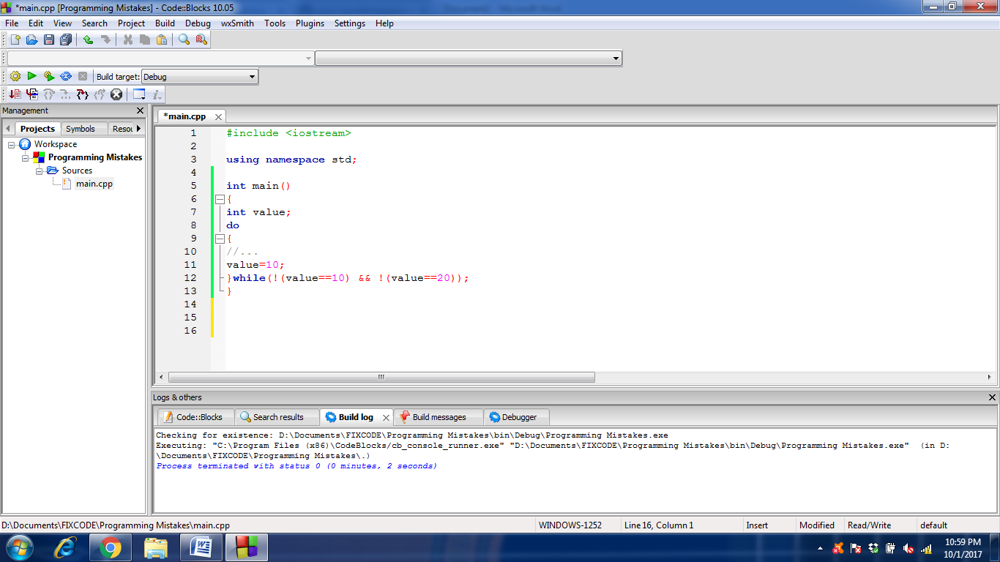 *main.cpp [Programming Mistakes] - Code::Blocks 10.05
File Edit View Search Project Build Debug wxSmith Tools Plugins Settings Help
Build target: Debug
Management
Projects Symbols Resou
Workspace
Programming Mistakes
Sources
main.cpp
*main.cpp
1 #include <iostream>
2
3 using namespace std;
4
5 int main()
6 {
7 int value;
8 do
9 {
10 //...
11 value=10;
12 }while(!(value==10) && !(value==20));
13 }
14
15
16
Logs & others
Code::Blocks Search results Build log Build messages Debugger
Checking for existence: D:\Documents\FIXCODE\Programming Mistakes\bin\Debug\Programming Mistakes.exe
Executing: "C:\Program Files (x86)\CodeBlocks/cb_console_runner.exe" "D:\Documents\FIXCODE\Programming Mistakes\bin\Debug\Programming Mistakes.exe" (in D:
\Documents\FIXCODE\Programming Mistakes\.)
Process terminated with status 0 (0 minutes, 2 seconds)
D:\Documents\FIXCODE\Programming Mistakes\main.cpp WINDOWS-1252 Line 16, Column 1 Insert Modified Read/Write default
10:59 PM
10/1/2017